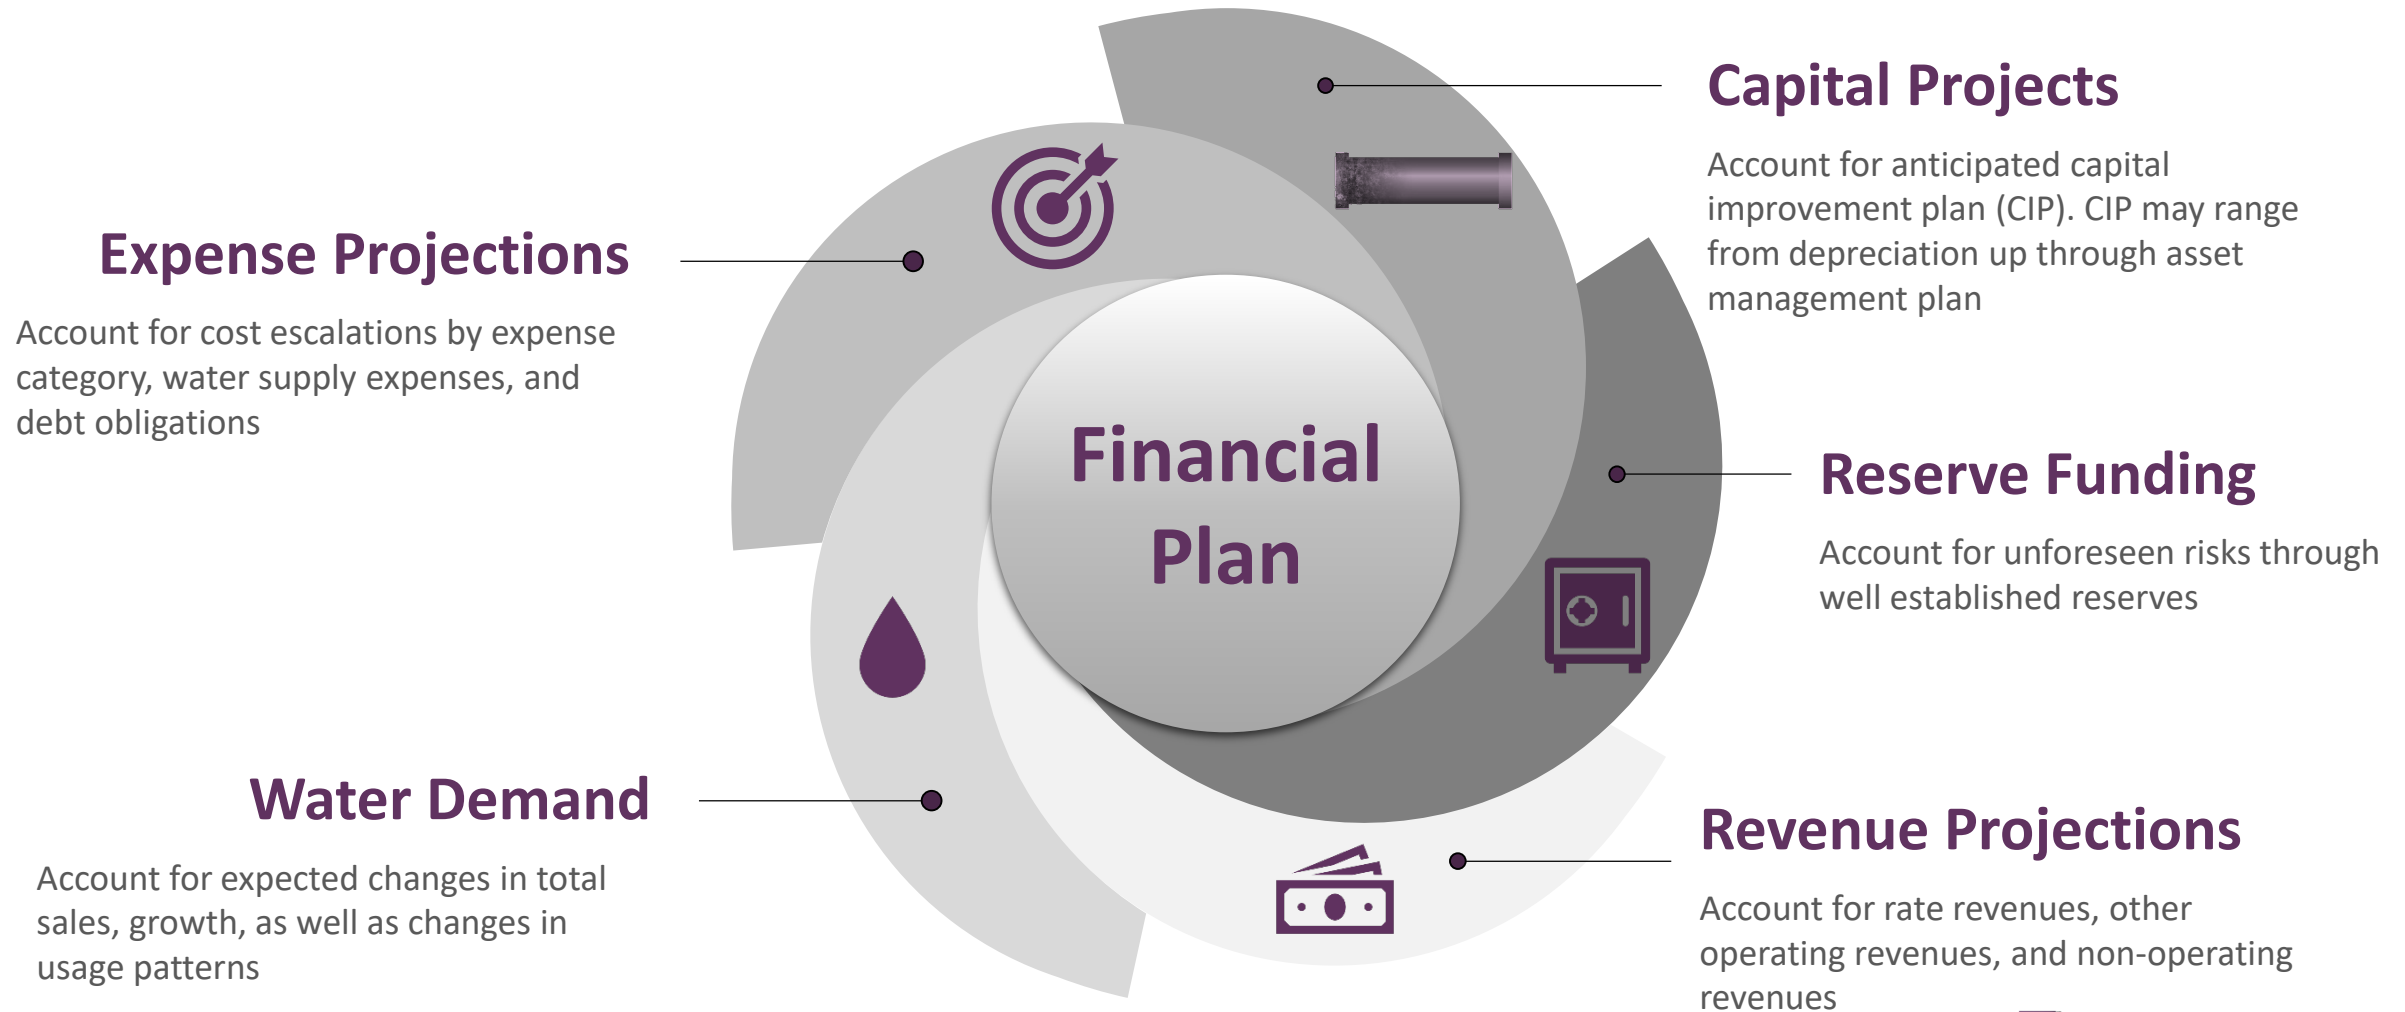 Capital Projects
Account for anticipated capital
improvement plan (CIP). CIP may range
from depreciation up through asset
management plan
Expense Projections
Account for cost escalations by expense
category, water supply expenses, and
debt obligations
Financial
Plan
Reserve Funding
Account for unforeseen risks through
well established reserves
Water Demand
Account for expected changes in total
sales, growth, as well as changes in
usage patterns
Revenue Projections
Account for rate revenues, other
operating revenues, and non-operating
revenues